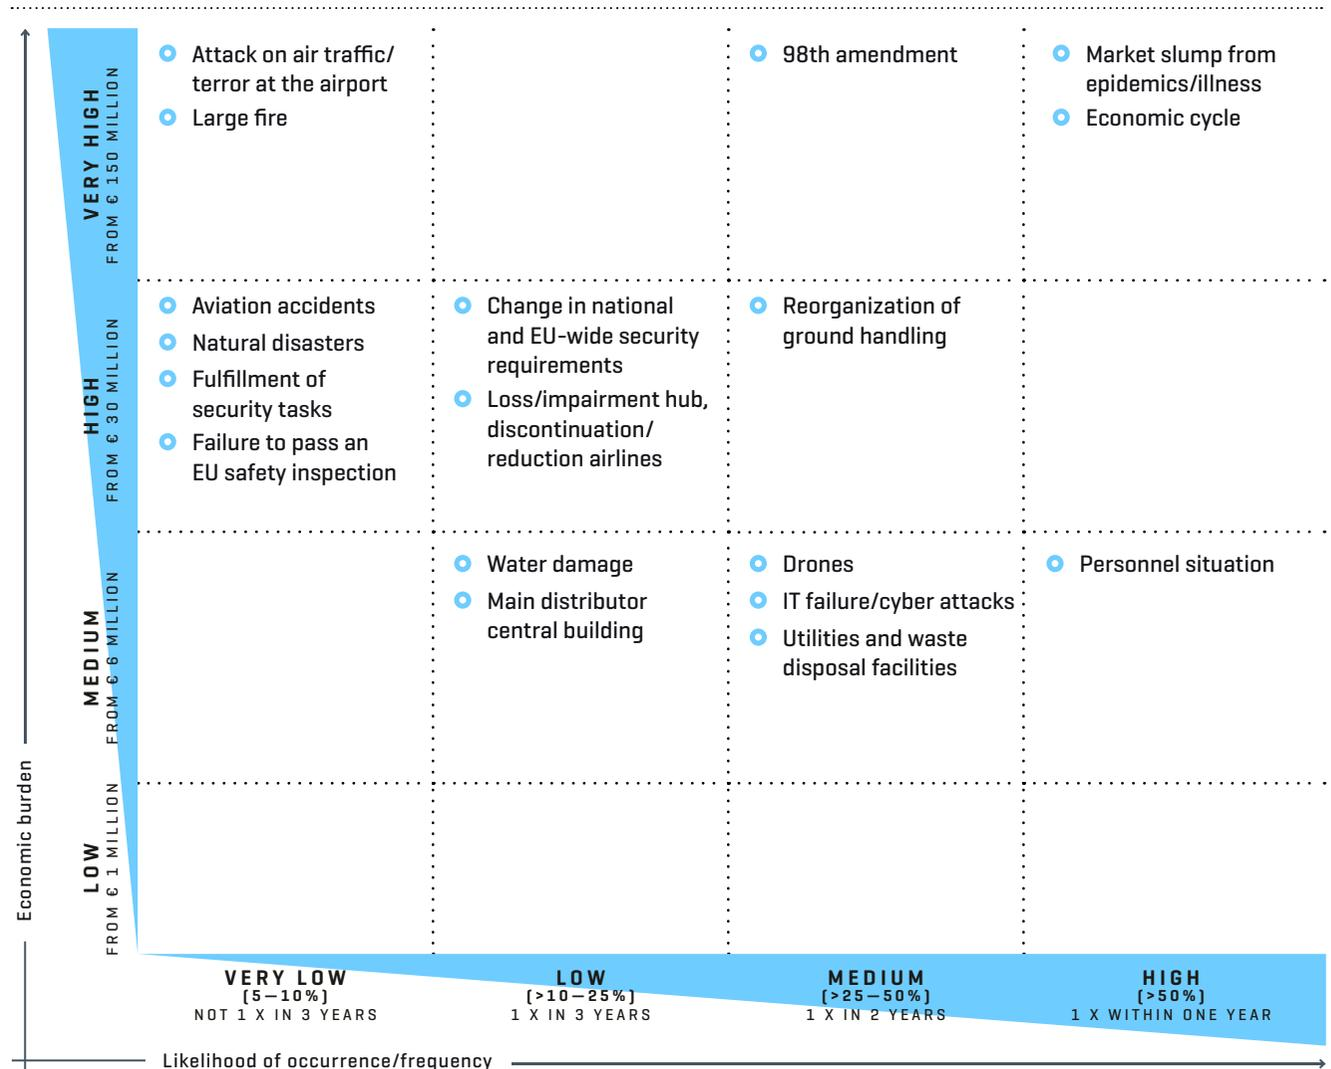 Attack on air traffic/
terror at the airport
Large fire
98th amendment
Market slump from
epidemics/illness
Economic cycle
VERY HIGH
FROM € 150 MILLION
Aviation accidents
Natural disasters
Fulfillment of
security tasks
Failure to pass an
EU safety inspection
Change in national
and EU-wide security
requirements
Loss/impairment hub,
discontinuation/
reduction airlines
Reorganization of
ground handling
HIGH
FROM € 30 MILLION
Water damage
Main distributor
central building
Drones
IT failure/cyber attacks
Utilities and waste
disposal facilities
Personnel situation
MEDIUM
FROM € 6 MILLION
LOW
FROM € 1 MILLION
Economic burden
VERY LOW
(5—10%)
NOT 1 X IN 3 YEARS
LOW
(>10—25%)
1 X IN 3 YEARS
MEDIUM
(>25—50%)
1 X IN 2 YEARS
HIGH
(>50%)
1 X WITHIN ONE YEAR
Likelihood of occurrence/frequency